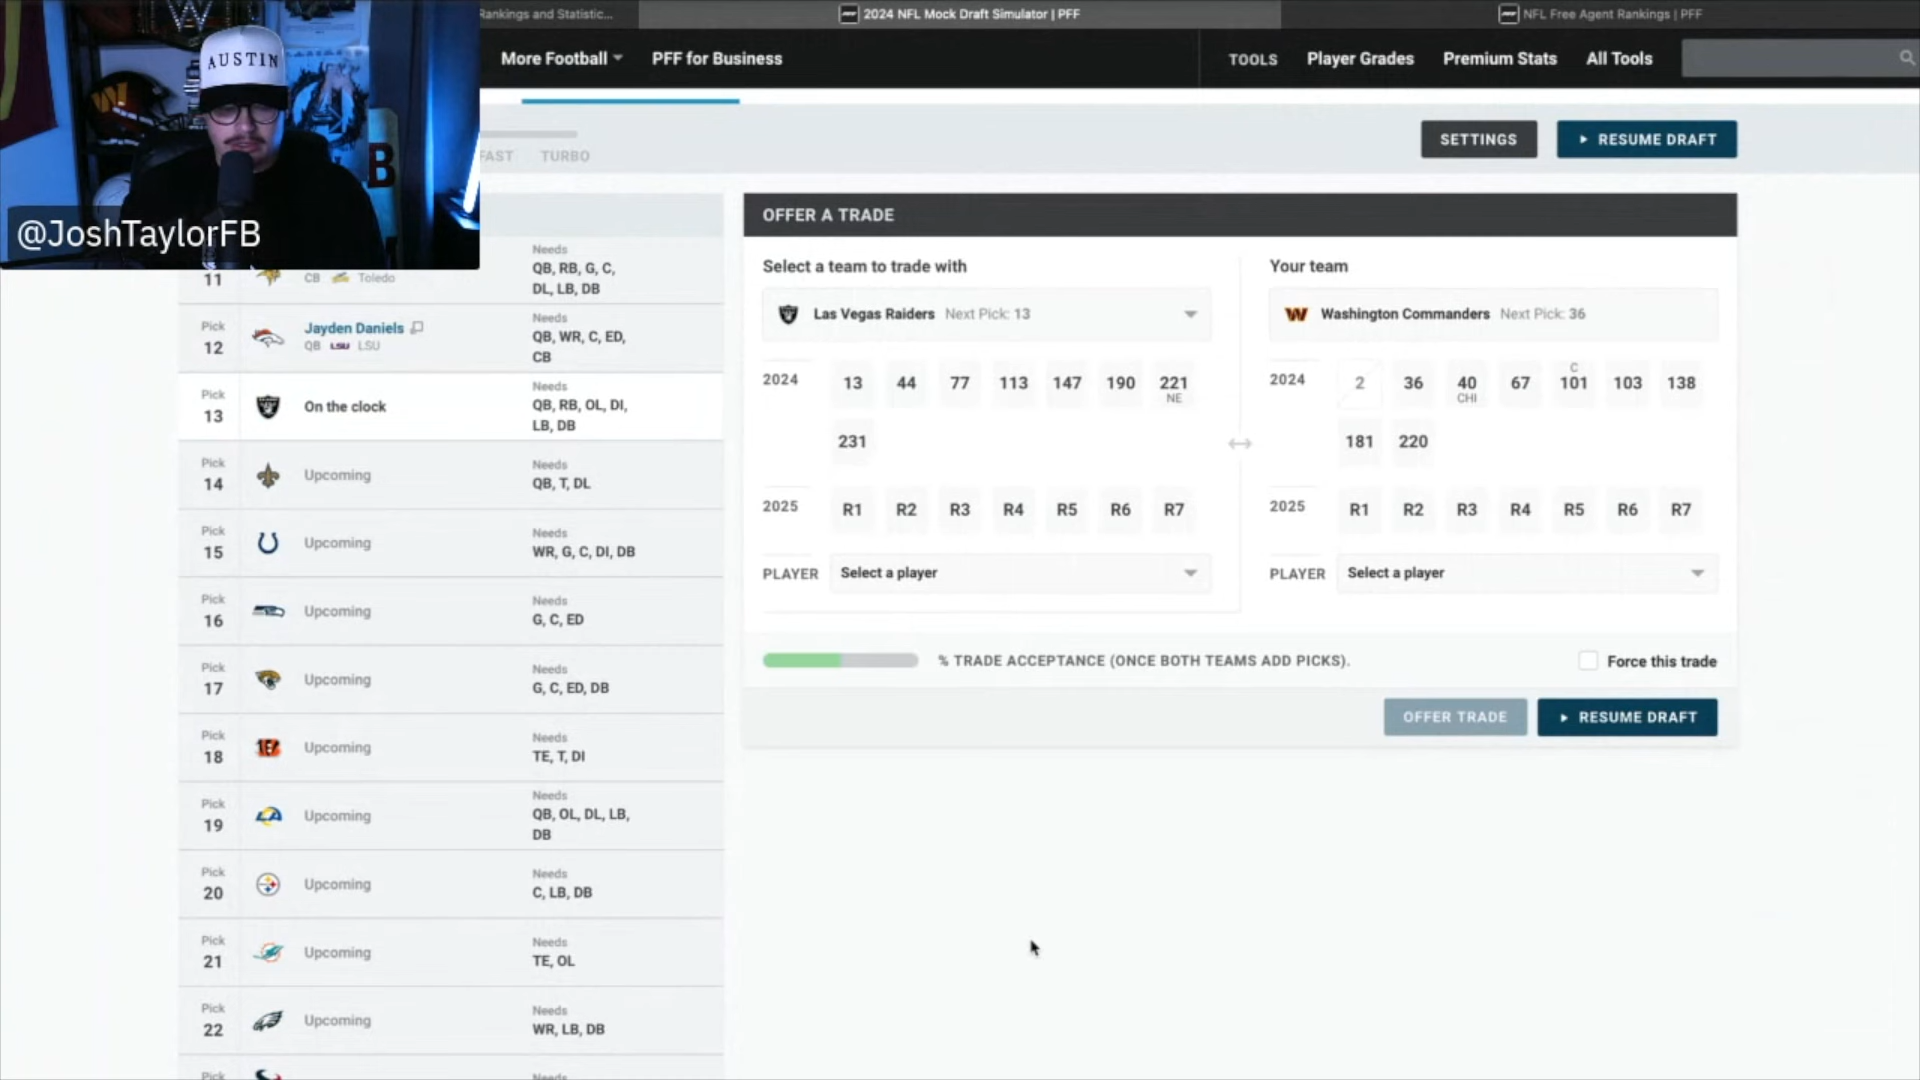 Rankings and Statistic...
2024 NFL Mock Draft Simulator | PFF
NFL Free Agent Rankings | PFF
AUSTIN
B
@JoshTaylorFB
More Football
PFF for Business
TOOLS
Player Grades
Premium Stats
All Tools
FAST
TURBO
SETTINGS
RESUME DRAFT
11
CB Toledo
Needs
QB, RB, G, C,
DL, LB, DB
Pick
12
Jayden Daniels
QB LSU LSU
Needs
QB, WR, C, ED,
CB
Pick
13
On the clock
Needs
QB, RB, OL, DI,
LB, DB
Pick
14
Upcoming
Needs
QB, T, DL
Pick
15
Upcoming
Needs
WR, G, C, DI, DB
Pick
16
Upcoming
Needs
G, C, ED
Pick
17
Upcoming
Needs
G, C, ED, DB
Pick
18
Upcoming
Needs
TE, T, DI
Pick
19
Upcoming
Needs
QB, OL, DL, LB,
DB
Pick
20
Upcoming
Needs
C, LB, DB
Pick
21
Upcoming
Needs
TE, OL
Pick
22
Upcoming
Needs
WR, LB, DB
Pick
Needs
OFFER A TRADE
Select a team to trade with
Las Vegas Raiders Next Pick: 13
2024 13 44 77 113 147 190 221
NE
231
2025 R1 R2 R3 R4 R5 R6 R7
PLAYER Select a player
Your team
Washington Commanders Next Pick: 36
C
2024 2 36 40 67 101 103 138
CHI
181 220
2025 R1 R2 R3 R4 R5 R6 R7
PLAYER Select a player
% TRADE ACCEPTANCE (ONCE BOTH TEAMS ADD PICKS).
Force this trade
OFFER TRADE
RESUME DRAFT